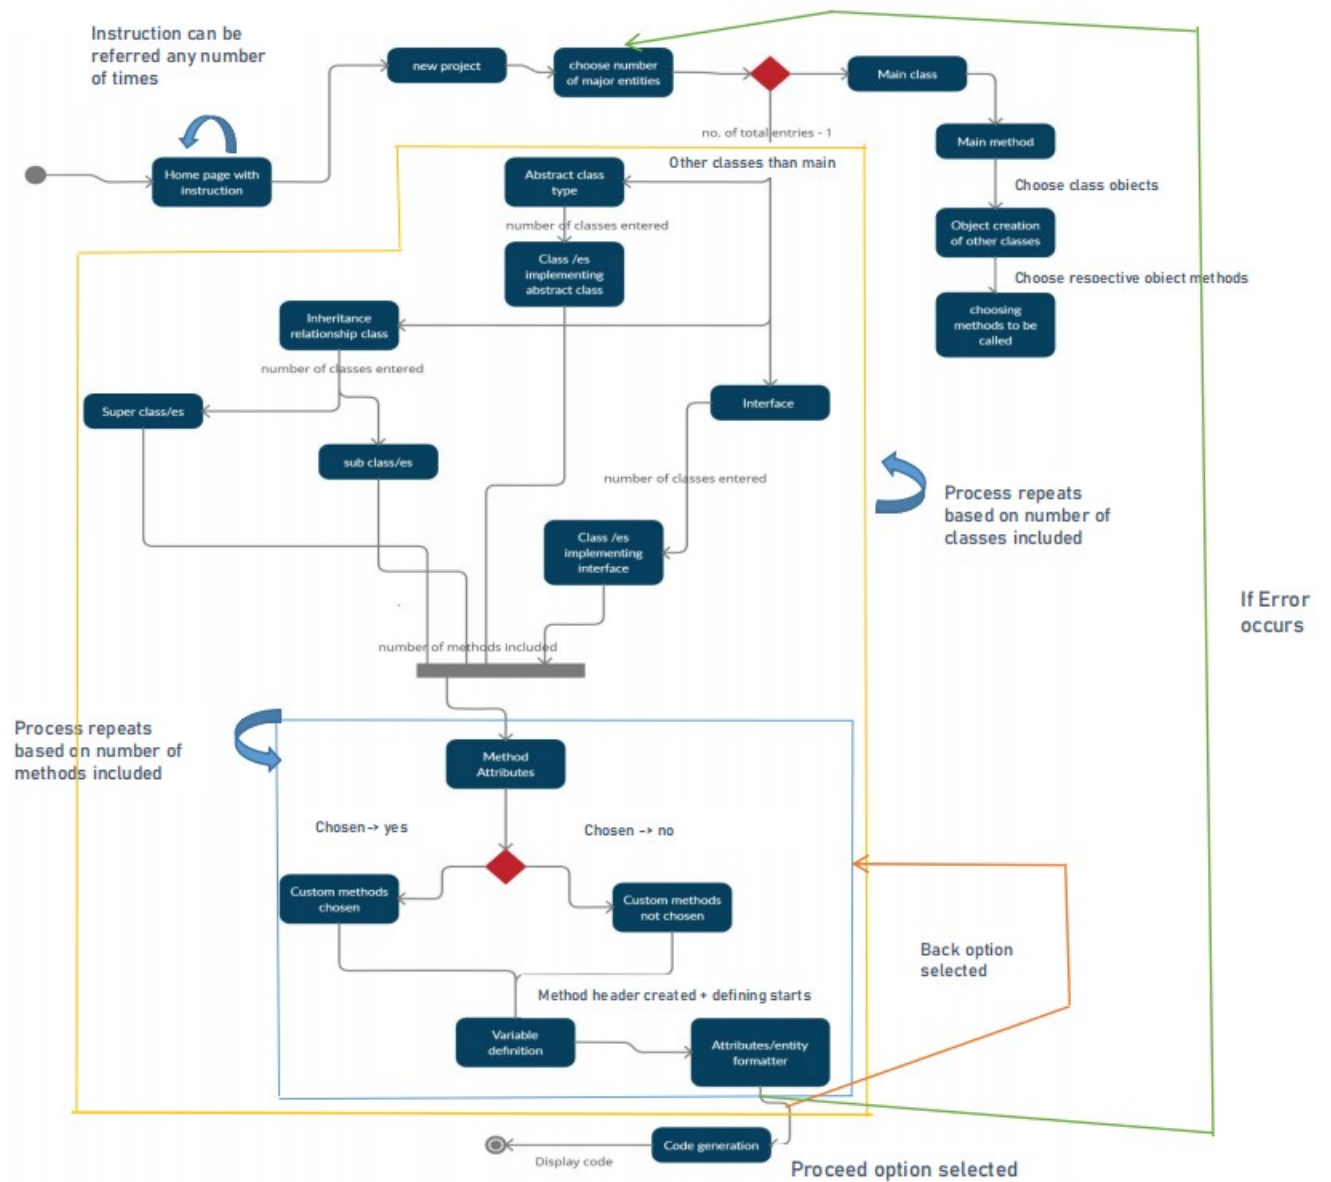 Instruction can be
referred any number
of times
new project
choose number
of major entities
Main class
no. of total entries - 1
Main method
Other classes than main
Home page with
instruction
Abstract class
type
Choose class objects
number of classes entered
Object creation
of other classes
Class /es
implementing
abstract class
Choose respective object methods
Inheritance
relationship class
choosing
methods to be
called
number of classes entered
Super class/es
Interface
sub class/es
number of classes entered
Process repeats
based on number of
classes included
Class /es
implementing
interface
If Error
occurs
number of methods included
Process repeats
based on number of
methods included
Method
Attributes
Chosen-> yes
Chosen -> no
Custom methods
chosen
Custom methods
not chosen
Back option
selected
Method header created + defining starts
Variable
definition
Attributes/entity
formatter
Code generation
Display code
Proceed option selected